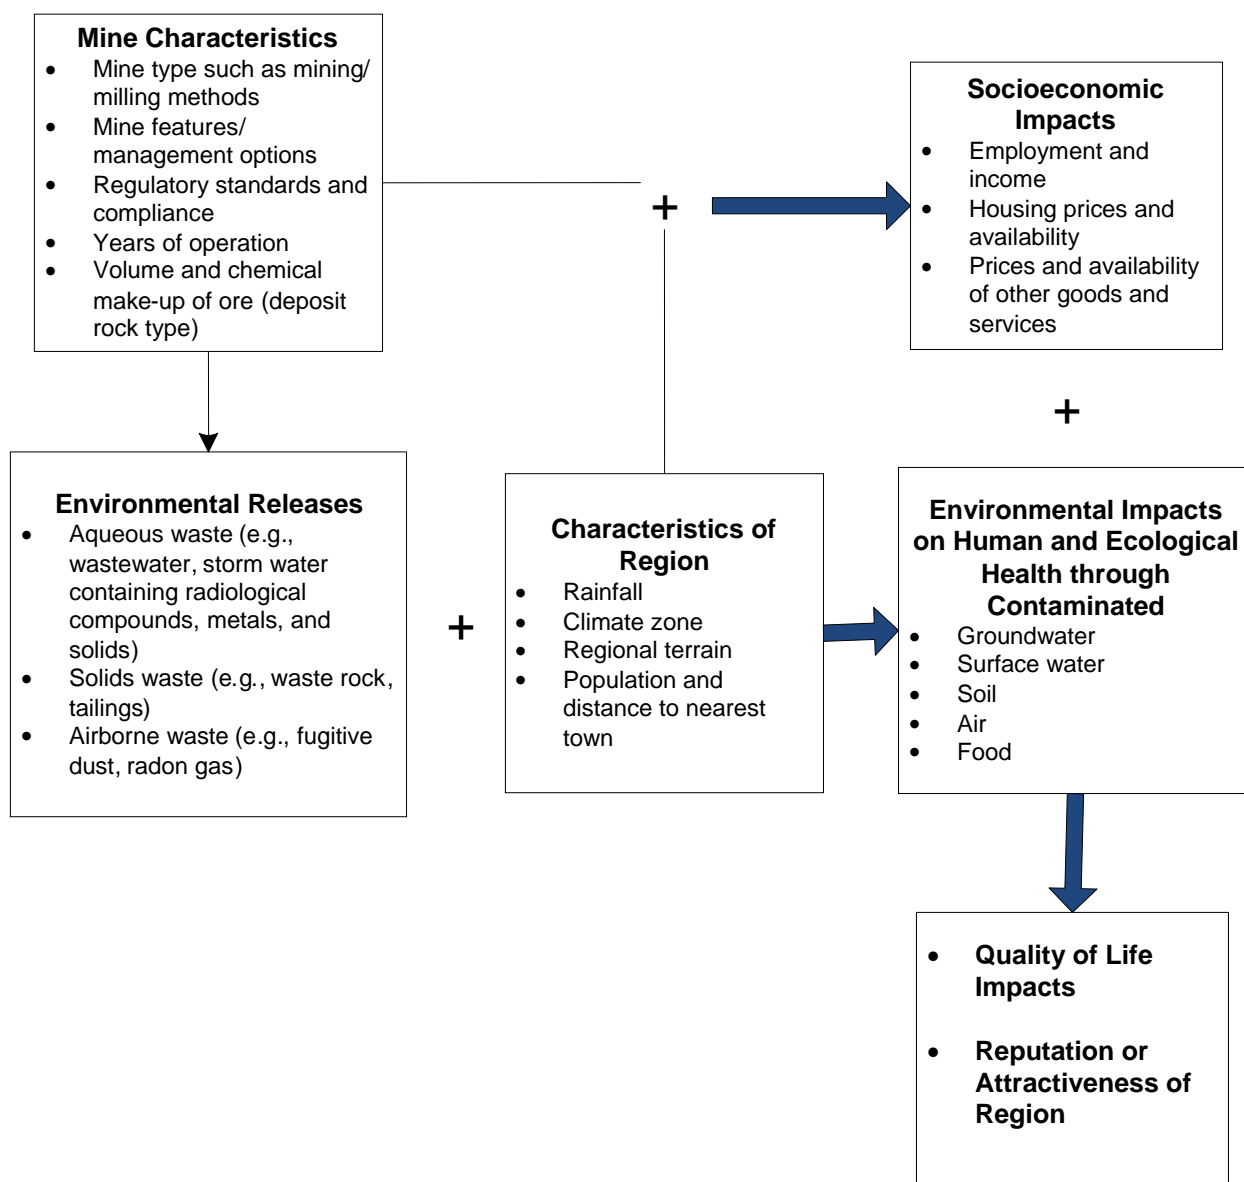 Mine Characteristics
• Mine type such as mining/
milling methods
• Mine features/
management options
• Regulatory standards and
compliance
• Years of operation
• Volume and chemical
make-up of ore (deposit
rock type)
+
Socioeconomic
Impacts
• Employment and
income
• Housing prices and
availability
• Prices and availability
of other goods and
services
+
Environmental Releases
• Aqueous waste (e.g.,
wastewater, storm water
containing radiological
compounds, metals, and
solids)
• Solids waste (e.g., waste rock,
tailings)
• Airborne waste (e.g., fugitive
dust, radon gas)
+
Characteristics of
Region
• Rainfall
• Climate zone
• Regional terrain
• Population and
distance to nearest
town
Environmental Impacts
on Human and Ecological
Health through
Contaminated
• Groundwater
• Surface water
• Soil
• Air
• Food
• Quality of Life
Impacts
• Reputation or
Attractiveness of
Region